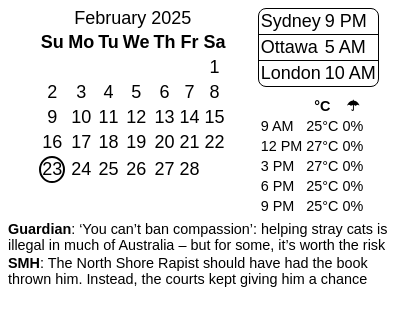 February 2025
Su Mo Tu We Th Fr Sa
1
2 3 4 5 6 7 8
9 10 11 12 13 14 15
16 17 18 19 20 21 22
23 24 25 26 27 28
Sydney 9 PM
Ottawa 5 AM
London 10 AM
°C ☂
9 AM 25°C 0%
12 PM 27°C 0%
3 PM 27°C 0%
6 PM 25°C 0%
9 PM 25°C 0%
Guardian: ‘You can’t ban compassion’: helping stray cats is
illegal in much of Australia – but for some, it’s worth the risk
SMH: The North Shore Rapist should have had the book
thrown him. Instead, the courts kept giving him a chance